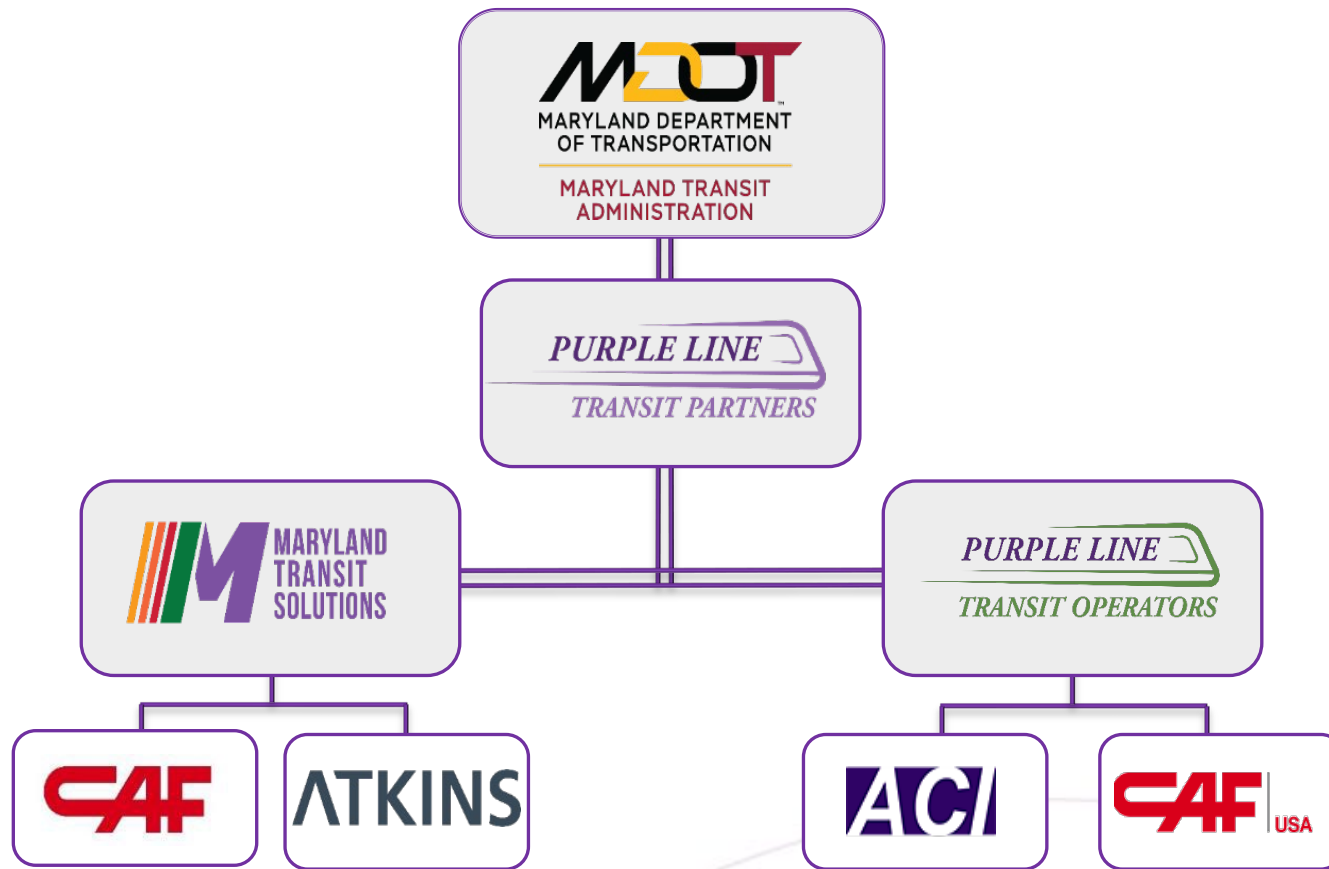 MDOT™
MARYLAND DEPARTMENT
OF TRANSPORTATION
MARYLAND TRANSIT
ADMINISTRATION
PURPLE LINE
TRANSIT PARTNERS
M
MARYLAND
TRANSIT
SOLUTIONS
PURPLE LINE
TRANSIT OPERATORS
CAF
ATKINS
ACI
CAF USA